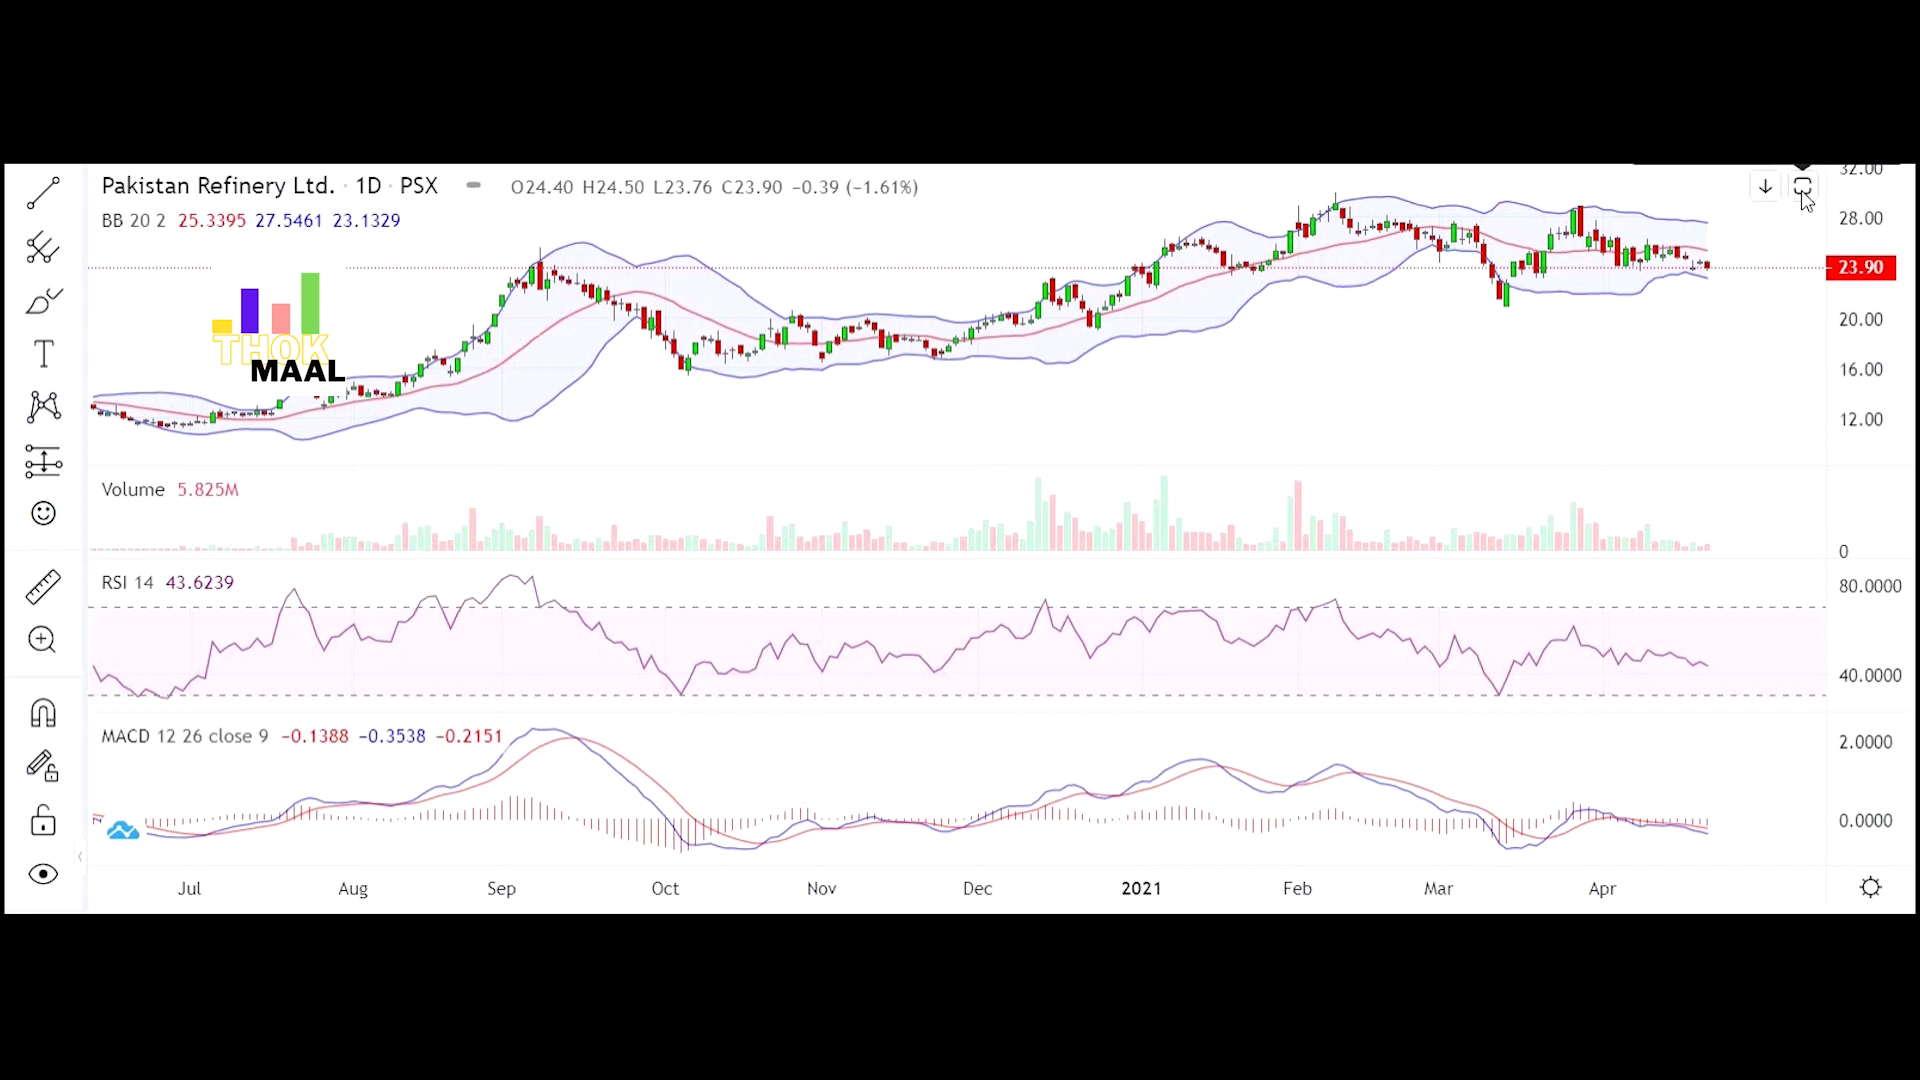 Pakistan Refinery Ltd. · 1D · PSX O24.40 H24.50 L23.76 C23.90 −0.39 (−1.61%)
BB 20 2 25.3395 27.5461 23.1329
32.00
28.00
23.90
20.00
16.00
12.00
THOK
MAAL
Volume 5.825M
0
RSI 14 43.6239
80.0000
40.0000
MACD 12 26 close 9 −0.1388 −0.3538 −0.2151
2.0000
0.0000
Jul Aug Sep Oct Nov Dec 2021 Feb Mar Apr